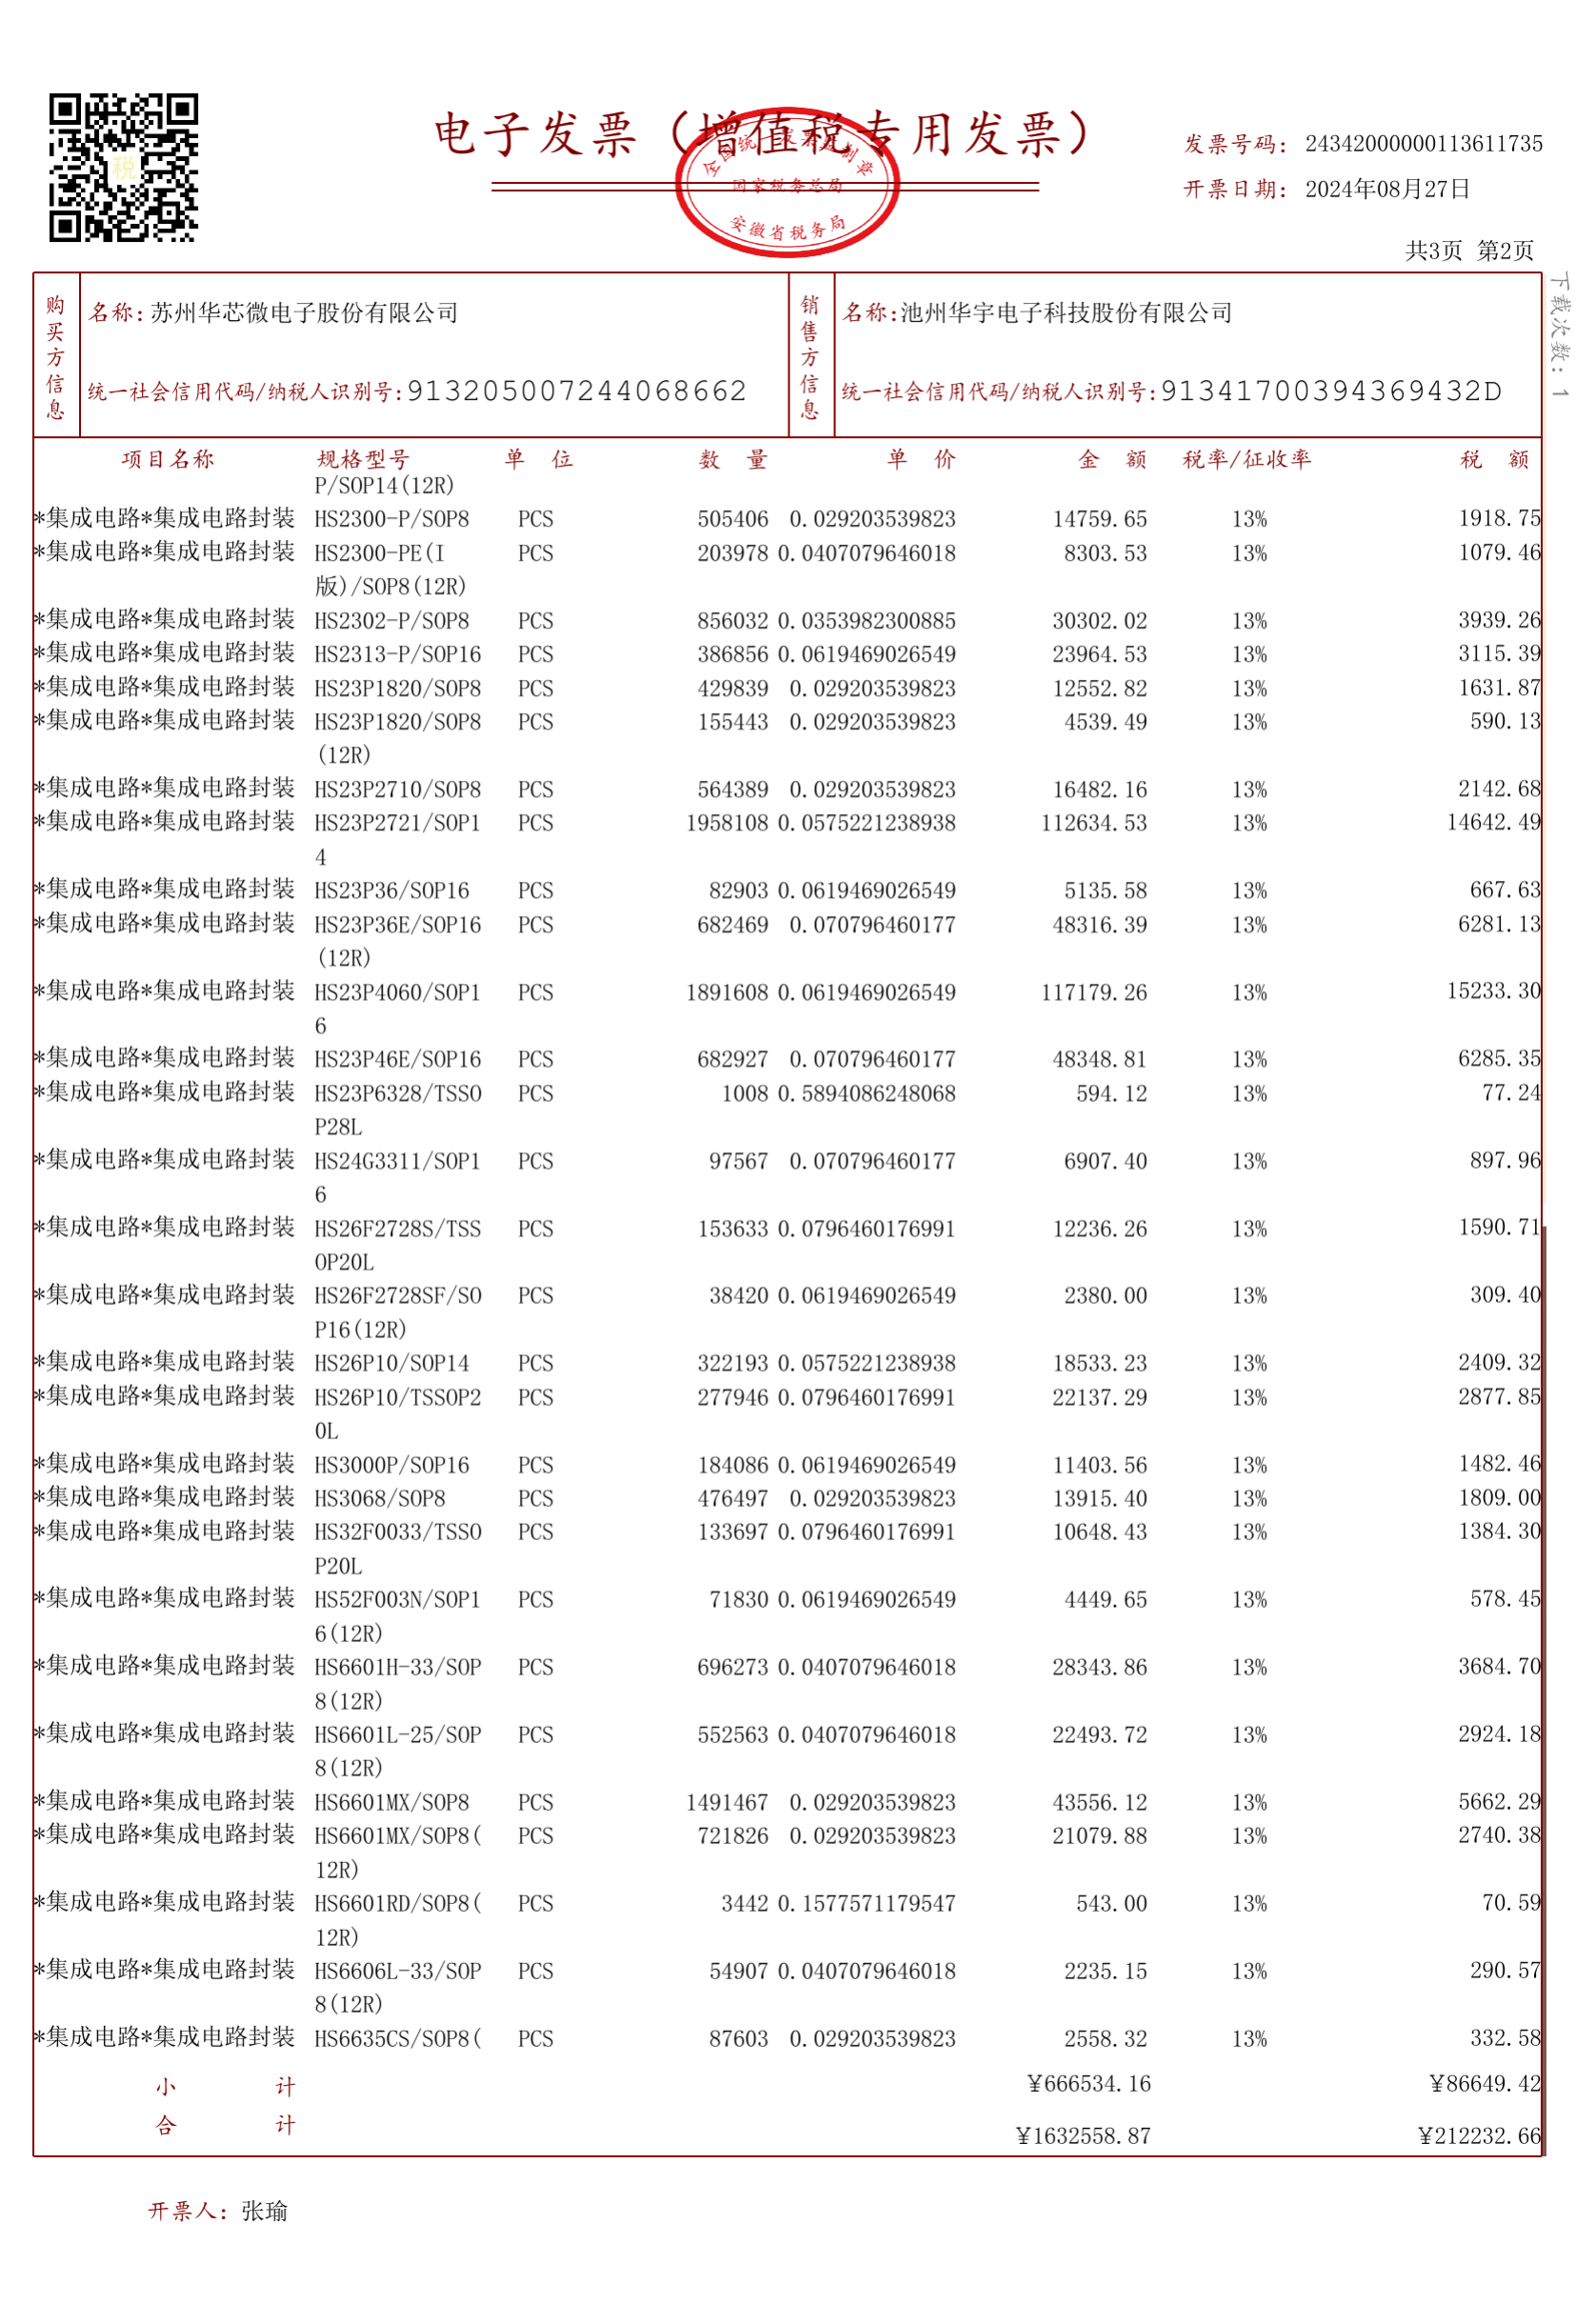 电子发票（增值税专用发票）
全国统一发票监制章
国家税务总局
安徽省税务局
税
发票号码：24342000000113611735
开票日期：2024年08月27日
共3页 第2页
下载次数：1
购买方信息
名称：苏州华芯微电子股份有限公司
统一社会信用代码/纳税人识别号：913205007244068662
销售方信息
名称：池州华宇电子科技股份有限公司
统一社会信用代码/纳税人识别号：91341700394369432D
项目名称 规格型号 单位 数量 单价 金额 税率/征收率 税额
P/SOP14(12R)
*集成电路*集成电路封装 HS2300-P/SOP8 PCS 505406 0.029203539823 14759.65 13% 1918.75
*集成电路*集成电路封装 HS2300-PE(I PCS 203978 0.0407079646018 8303.53 13% 1079.46
版)/SOP8(12R)
*集成电路*集成电路封装 HS2302-P/SOP8 PCS 856032 0.0353982300885 30302.02 13% 3939.26
*集成电路*集成电路封装 HS2313-P/SOP16 PCS 386856 0.0619469026549 23964.53 13% 3115.39
*集成电路*集成电路封装 HS23P1820/SOP8 PCS 429839 0.029203539823 12552.82 13% 1631.87
*集成电路*集成电路封装 HS23P1820/SOP8 PCS 155443 0.029203539823 4539.49 13% 590.13
(12R)
*集成电路*集成电路封装 HS23P2710/SOP8 PCS 564389 0.029203539823 16482.16 13% 2142.68
*集成电路*集成电路封装 HS23P2721/SOP1 PCS 1958108 0.0575221238938 112634.53 13% 14642.49
4
*集成电路*集成电路封装 HS23P36/SOP16 PCS 82903 0.0619469026549 5135.58 13% 667.63
*集成电路*集成电路封装 HS23P36E/SOP16 PCS 682469 0.070796460177 48316.39 13% 6281.13
(12R)
*集成电路*集成电路封装 HS23P4060/SOP1 PCS 1891608 0.0619469026549 117179.26 13% 15233.30
6
*集成电路*集成电路封装 HS23P46E/SOP16 PCS 682927 0.070796460177 48348.81 13% 6285.35
*集成电路*集成电路封装 HS23P6328/TSSO PCS 1008 0.5894086248068 594.12 13% 77.24
P28L
*集成电路*集成电路封装 HS24G3311/SOP1 PCS 97567 0.070796460177 6907.40 13% 897.96
6
*集成电路*集成电路封装 HS26F2728S/TSS PCS 153633 0.0796460176991 12236.26 13% 1590.71
OP20L
*集成电路*集成电路封装 HS26F2728SF/SO PCS 38420 0.0619469026549 2380.00 13% 309.40
P16(12R)
*集成电路*集成电路封装 HS26P10/SOP14 PCS 322193 0.0575221238938 18533.23 13% 2409.32
*集成电路*集成电路封装 HS26P10/TSSOP2 PCS 277946 0.0796460176991 22137.29 13% 2877.85
0L
*集成电路*集成电路封装 HS3000P/SOP16 PCS 184086 0.0619469026549 11403.56 13% 1482.46
*集成电路*集成电路封装 HS3068/SOP8 PCS 476497 0.029203539823 13915.40 13% 1809.00
*集成电路*集成电路封装 HS32F0033/TSSO PCS 133697 0.0796460176991 10648.43 13% 1384.30
P20L
*集成电路*集成电路封装 HS52F003N/SOP1 PCS 71830 0.0619469026549 4449.65 13% 578.45
6(12R)
*集成电路*集成电路封装 HS6601H-33/SOP PCS 696273 0.0407079646018 28343.86 13% 3684.70
8(12R)
*集成电路*集成电路封装 HS6601L-25/SOP PCS 552563 0.0407079646018 22493.72 13% 2924.18
8(12R)
*集成电路*集成电路封装 HS6601MX/SOP8 PCS 1491467 0.029203539823 43556.12 13% 5662.29
*集成电路*集成电路封装 HS6601MX/SOP8( PCS 721826 0.029203539823 21079.88 13% 2740.38
12R)
*集成电路*集成电路封装 HS6601RD/SOP8( PCS 3442 0.1577571179547 543.00 13% 70.59
12R)
*集成电路*集成电路封装 HS6606L-33/SOP PCS 54907 0.0407079646018 2235.15 13% 290.57
8(12R)
*集成电路*集成电路封装 HS6635CS/SOP8( PCS 87603 0.029203539823 2558.32 13% 332.58
小计 ¥666534.16 ¥86649.42
合计 ¥1632558.87 ¥212232.66
开票人：张瑜